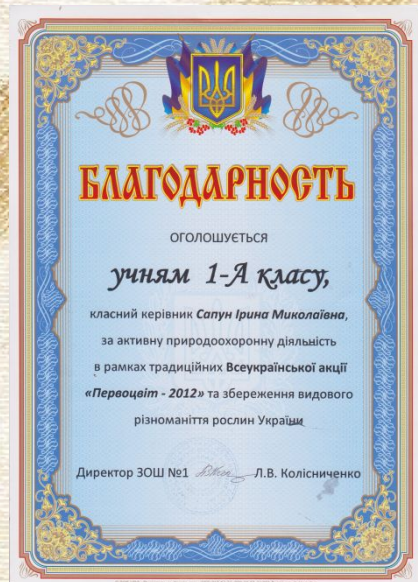 БЛАГОДАРНОСТЬ
ОГОЛОШУЄТЬСЯ
учням 1-А класу,
класний керівник Сапун Ірина Миколаївна,
за активну природоохоронну діяльність
в рамках традиційних Всеукраїнської акції
«Первоцвіт - 2012» та збереження видового
різноманіття рослин України
Директор ЗОШ №1 Л.В. Колісниченко